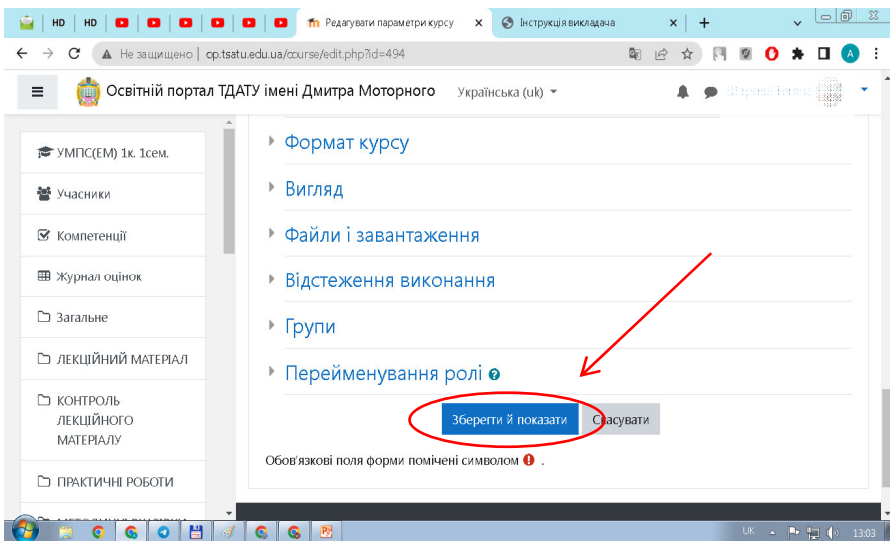 HD
HD
Редагувати параметри курсу
Інструкція викладача
Не защищено
op.tsatu.edu.ua/course/edit.php?id=494
A
Освітній портал ТДАТУ імені Дмитра Моторного
Українська (uk)
УМПС(ЕМ) 1к. 1сем.
Учасники
Компетенції
Журнал оцінок
Загальне
ЛЕКЦІЙНИЙ МАТЕРІАЛ
КОНТРОЛЬ
ЛЕКЦІЙНОГО
МАТЕРІАЛУ
ПРАКТИЧНІ РОБОТИ
Формат курсу
Вигляд
Файли і завантаження
Відстеження виконання
Групи
Перейменування ролі
Зберегти й показати
Скасувати
Обов'язкові поля форми помічені символом .
UK
13:03